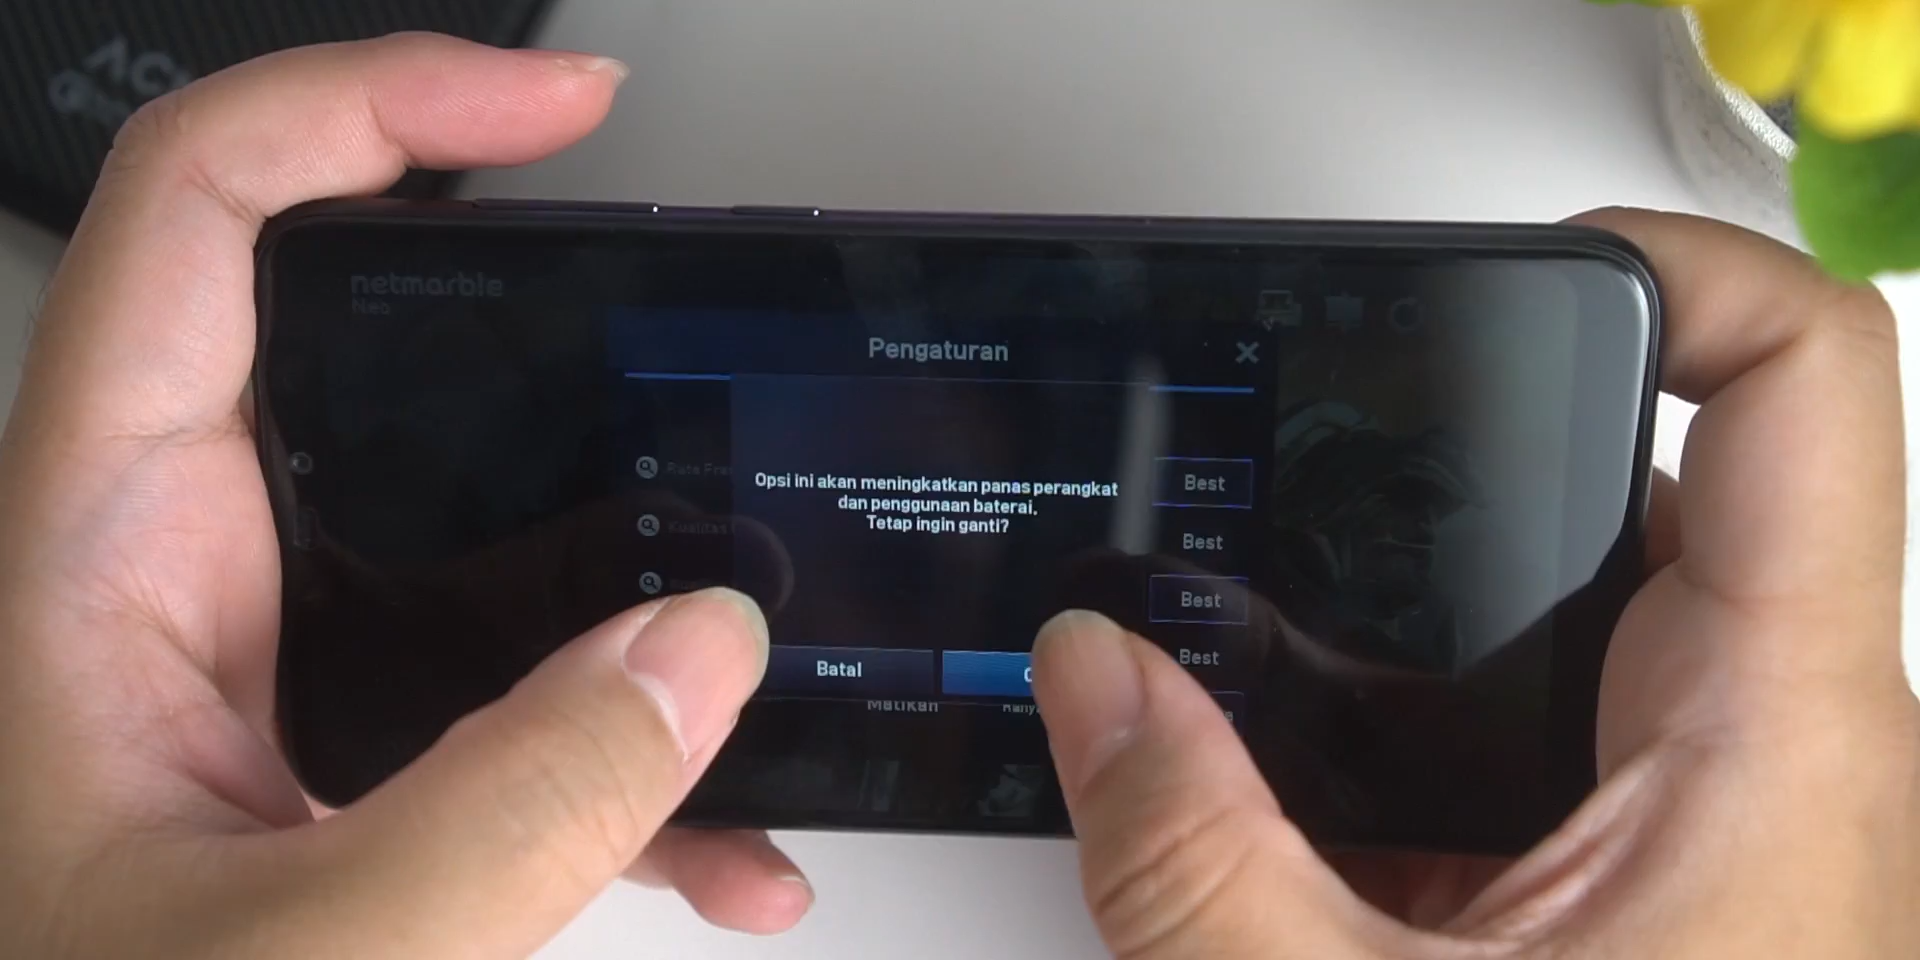 netmarble
Neo
Pengaturan
Opsi ini akan meningkatkan panas perangkat
dan penggunaan baterai.
Tetap ingin ganti?
Best
Kualitas
Best
Best
Best
Batal
Matikan